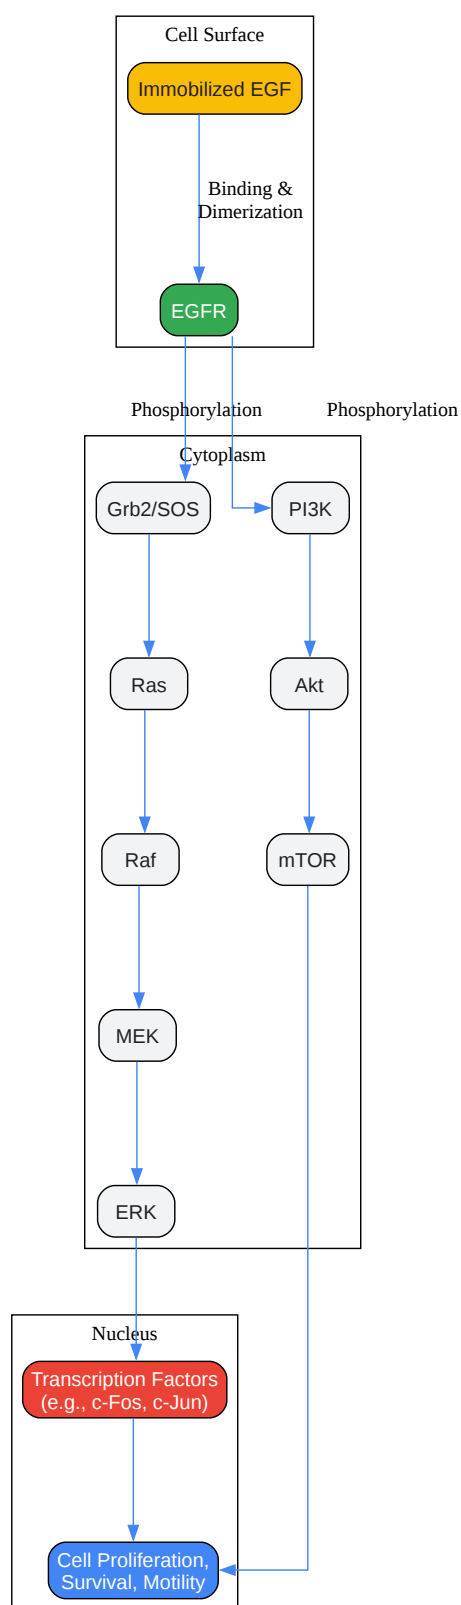 Cell Surface
Immobilized EGF
Binding &
Dimerization
EGFR
Phosphorylation
Phosphorylation
Cytoplasm
Grb2/SOS
PI3K
Ras
Akt
Raf
mTOR
MEK
ERK
Nucleus
Transcription Factors
(e.g., c-Fos, c-Jun)
Cell Proliferation,
Survival, Motility